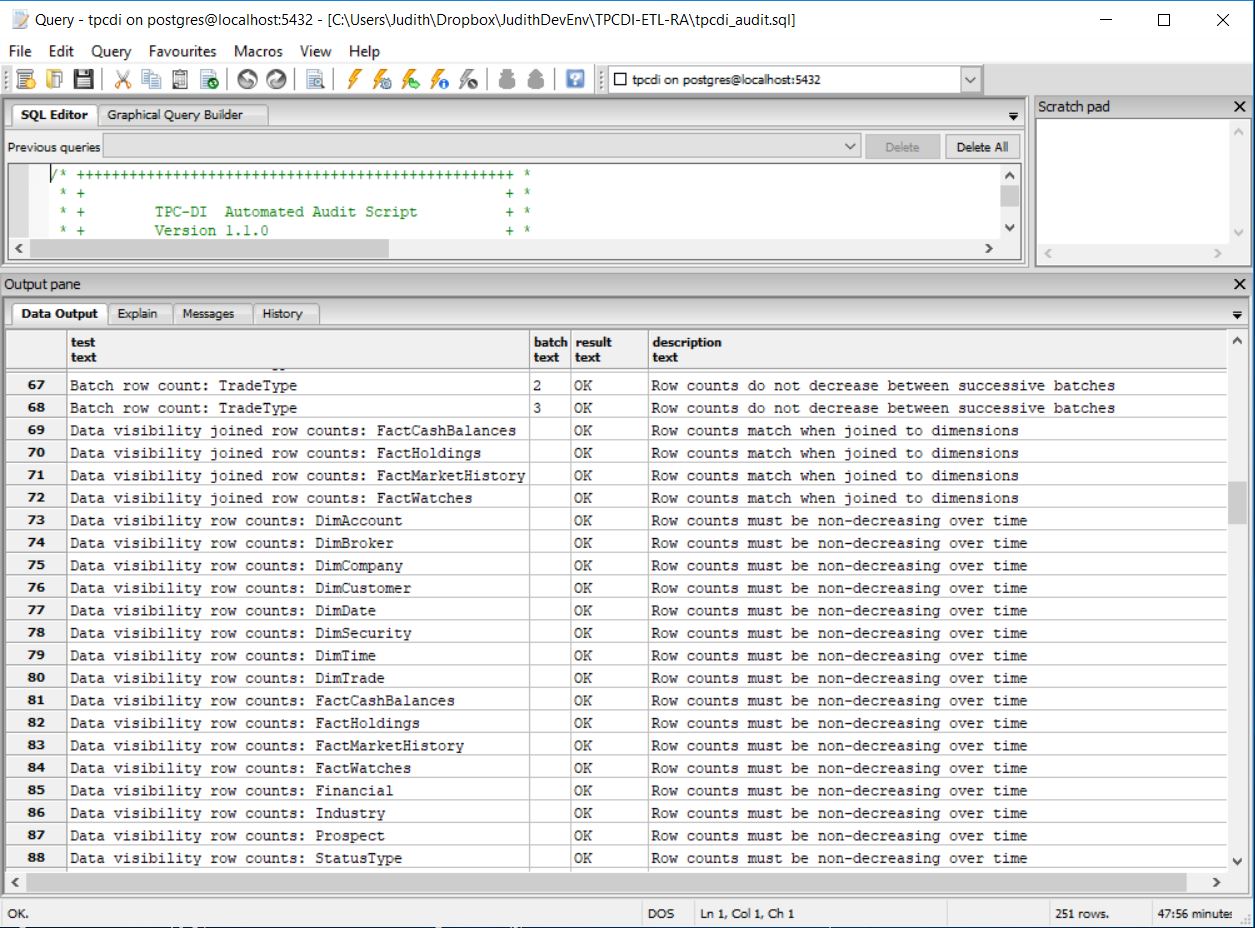 Query - tpcdi on postgres@localhost:5432 - [C:\Users\Judith\Dropbox\JudithDevEnv\TPCDI-ETL-RA\tpcdi_audit.sql]
File Edit Query Favourites Macros View Help
tpcdi on postgres@localhost:5432
SQL Editor Graphical Query Builder
Scratch pad
Previous queries Delete Delete All
/* ++++++++++++++++++++++++++++++++++++++++++++++++++ *
* + + *
* + TPC-DI Automated Audit Script + *
* + Version 1.1.0 + *
Output pane
Data Output Explain Messages History
test batch result description
text text text text
67 Batch row count: TradeType 2 OK Row counts do not decrease between successive batches
68 Batch row count: TradeType 3 OK Row counts do not decrease between successive batches
69 Data visibility joined row counts: FactCashBalances OK Row counts match when joined to dimensions
70 Data visibility joined row counts: FactHoldings OK Row counts match when joined to dimensions
71 Data visibility joined row counts: FactMarketHistory OK Row counts match when joined to dimensions
72 Data visibility joined row counts: FactWatches OK Row counts match when joined to dimensions
73 Data visibility row counts: DimAccount OK Row counts must be non-decreasing over time
74 Data visibility row counts: DimBroker OK Row counts must be non-decreasing over time
75 Data visibility row counts: DimCompany OK Row counts must be non-decreasing over time
76 Data visibility row counts: DimCustomer OK Row counts must be non-decreasing over time
77 Data visibility row counts: DimDate OK Row counts must be non-decreasing over time
78 Data visibility row counts: DimSecurity OK Row counts must be non-decreasing over time
79 Data visibility row counts: DimTime OK Row counts must be non-decreasing over time
80 Data visibility row counts: DimTrade OK Row counts must be non-decreasing over time
81 Data visibility row counts: FactCashBalances OK Row counts must be non-decreasing over time
82 Data visibility row counts: FactHoldings OK Row counts must be non-decreasing over time
83 Data visibility row counts: FactMarketHistory OK Row counts must be non-decreasing over time
84 Data visibility row counts: FactWatches OK Row counts must be non-decreasing over time
85 Data visibility row counts: Financial OK Row counts must be non-decreasing over time
86 Data visibility row counts: Industry OK Row counts must be non-decreasing over time
87 Data visibility row counts: Prospect OK Row counts must be non-decreasing over time
88 Data visibility row counts: StatusType OK Row counts must be non-decreasing over time
OK. DOS Ln 1, Col 1, Ch 1 251 rows. 47:56